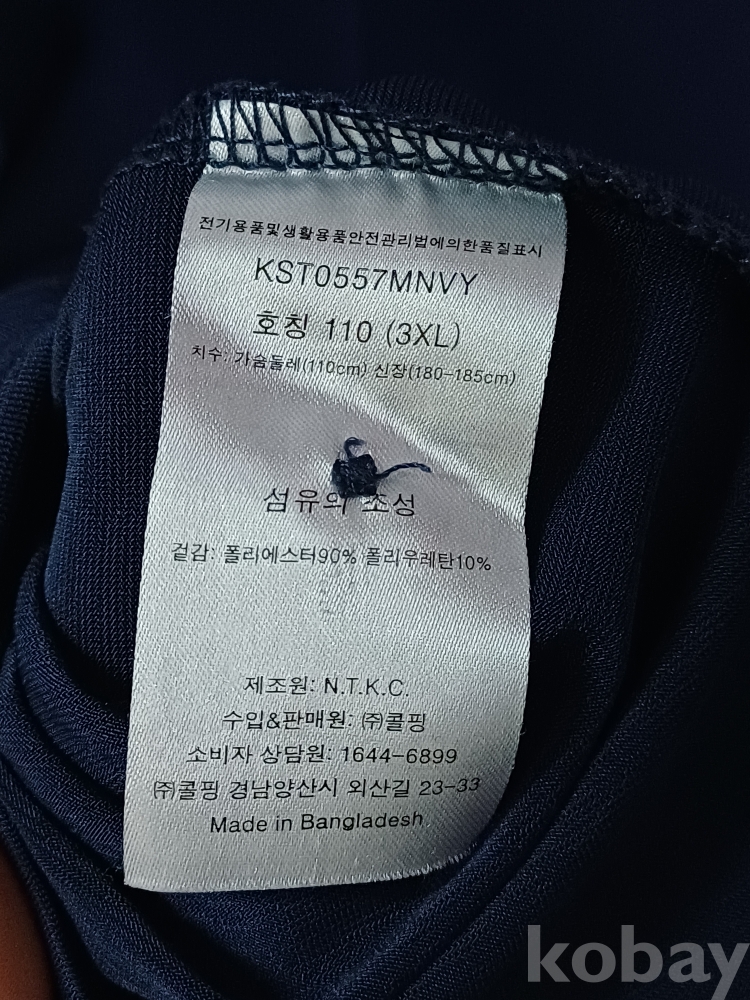 전기용품및생활용품안전관리법에의한품질표시
KST0557MNVY
호칭 110 (3XL)
치수: 가슴둘레(110cm) 신장(180-185cm)
섬유의 조성
겉감: 폴리에스터90% 폴리우레탄10%
제조원: N.T.K.C.
수입&판매원: ㈜콜핑
소비자 상담원: 1644-6899
㈜콜핑 경남양산시 외산길 23-33
Made in Bangladesh
kobay